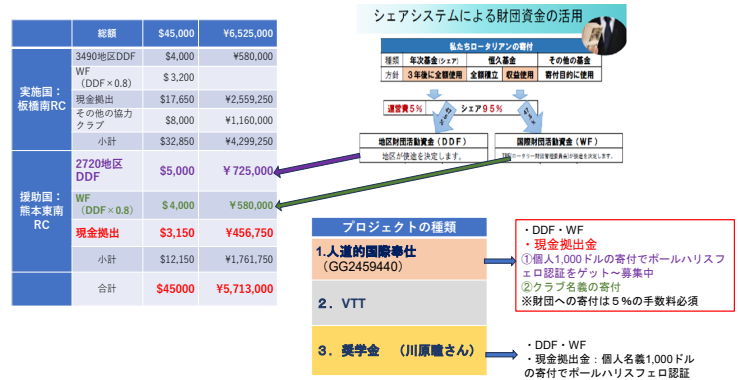 シェアシステムによる財団資金の活用
総額 $45,000 ¥6,525,000
実施国：
板橋南RC
3490地区DDF $4,000 ¥580,000
WF
（DDF×0.8） $3,200
現金拠出 $17,650 ¥2,559,250
その他の協力
クラブ $8,000 ¥1,160,000
小計 $32,850 ¥4,299,250
援助国：
熊本東南
RC
2720地区
DDF $5,000 ¥725,000
WF
（DDF×0.8） $4,000 ¥580,000
現金拠出 $3,150 ¥456,750
小計 $12,150 ¥1,761,750
合計 $45000 ¥5,713,000
私たちロータリアンの寄付
種類 年次基金(シェア) 恒久基金 その他の基金
方針 ３年後に全額使用 全額積立 収益使用 寄付目的に使用
運営費５％ シェア９５％
地区財団活動資金（ＤＤＦ）
地区が使途を決定します。
国際財団活動資金（ＷＦ）
プロジェクトの種類
1.人道的国際奉仕
（GG2459440）
２．VTT
３．奨学金　（川原瞳さん）
・DDF・WF
・現金拠出金
①個人1,000ドルの寄付でポールハリスフ
ェロ認証をゲット～募集中
②クラブ名義の寄付
※財団への寄付は５％の手数料必須
・DDF・WF
・現金拠出金：個人名義1,000ドル
の寄付でポールハリスフェロ認証